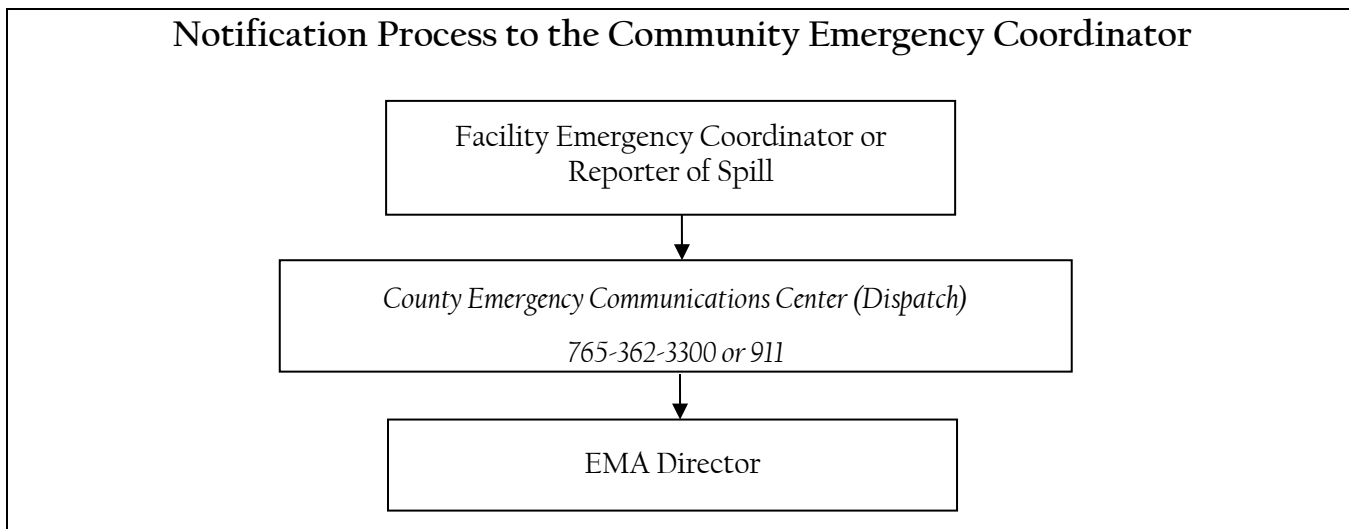 Notification Process to the Community Emergency Coordinator
Facility Emergency Coordinator or
Reporter of Spill
County Emergency Communications Center (Dispatch)
765-362-3300 or 911
EMA Director